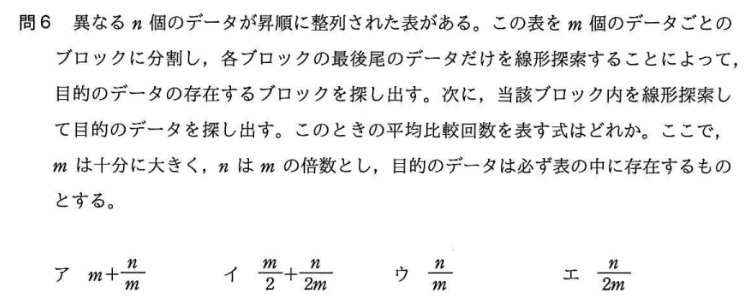 問6 異なる n 個のデータが昇順に整列された表がある。この表を m 個のデータごとの
ブロックに分割し，各ブロックの最後尾のデータだけを線形探索することによって，
目的のデータの存在するブロックを探し出す。次に，当該ブロック内を線形探索し
て目的のデータを探し出す。このときの平均比較回数を表す式はどれか。ここで，
m は十分に大きく，n は m の倍数とし，目的のデータは必ず表の中に存在するもの
とする。
ア m+n/m イ m/2+n/2m ウ n/m エ n/2m